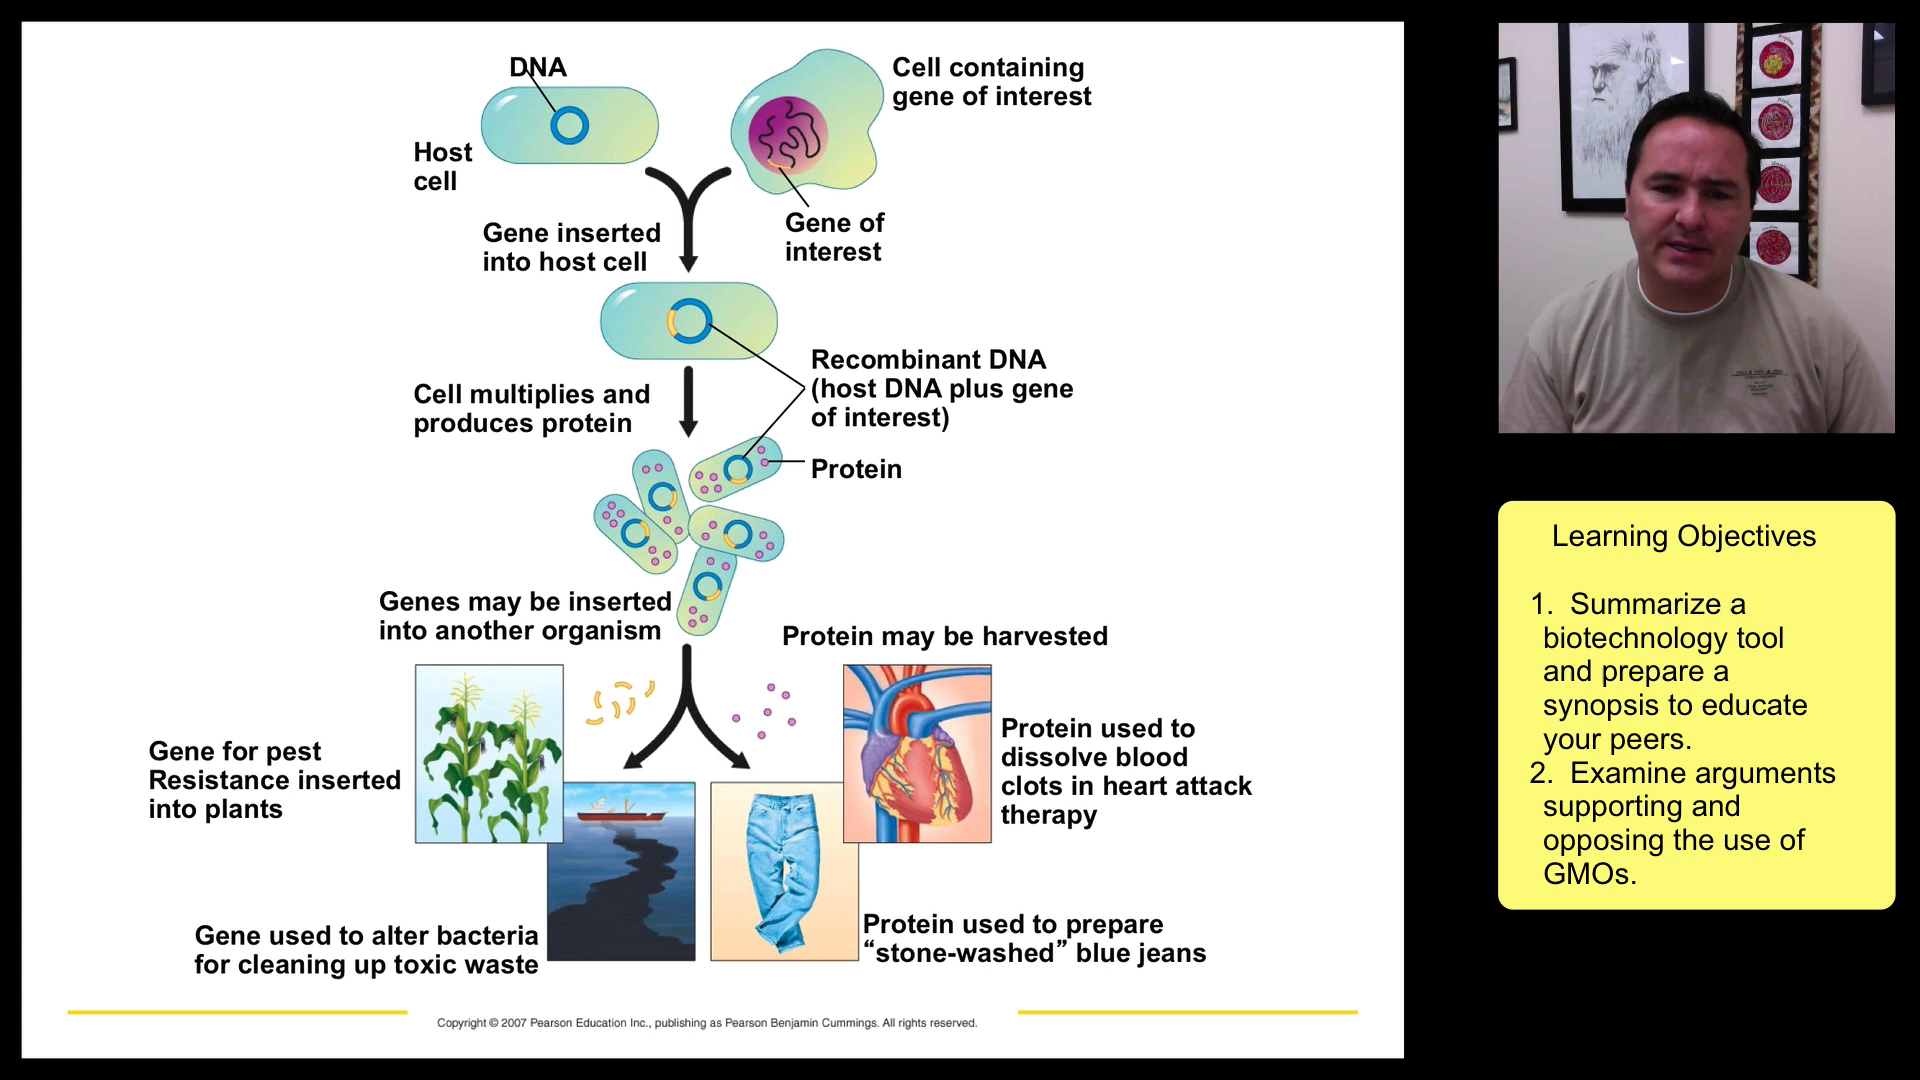 DNA
Cell containing
gene of interest
Host
cell
Gene of
interest
Gene inserted
into host cell
Recombinant DNA
(host DNA plus gene
of interest)
Cell multiplies and
produces protein
Protein
Genes may be inserted
into another organism
Protein may be harvested
Gene for pest
Resistance inserted
into plants
Protein used to
dissolve blood
clots in heart attack
therapy
Gene used to alter bacteria
for cleaning up toxic waste
Protein used to prepare
“stone-washed” blue jeans
Copyright © 2007 Pearson Education Inc., publishing as Pearson Benjamin Cummings. All rights reserved.
Learning Objectives
1. Summarize a
biotechnology tool
and prepare a
synopsis to educate
your peers.
2. Examine arguments
supporting and
opposing the use of
GMOs.